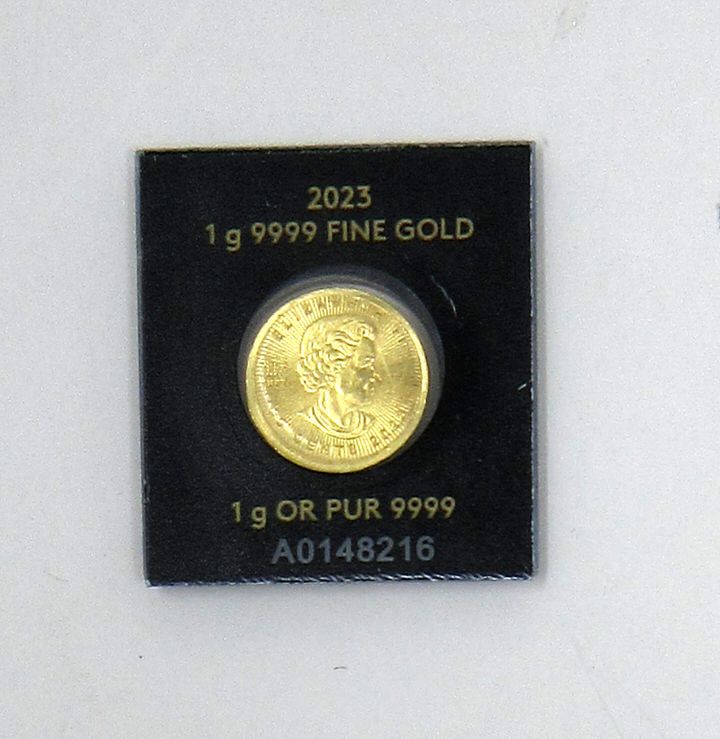 2023
1 g 9999 FINE GOLD
1 g OR PUR 9999
A0148216